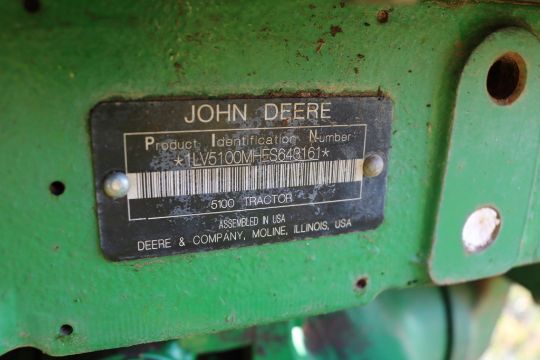 JOHN DEERE
Product Identification Number
*1LV5100MHES643161*
5100 TRACTOR
ASSEMBLED IN USA
DEERE & COMPANY, MOLINE, ILLINOIS, USA